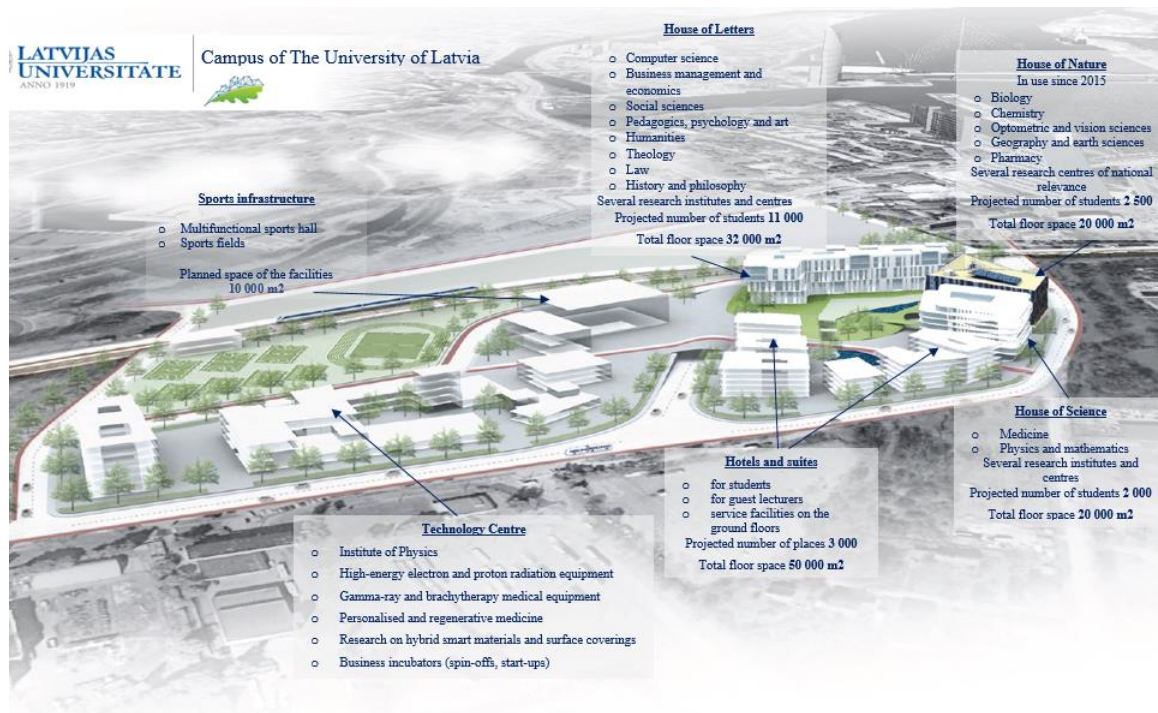 LATVIJAS
UNIVERSITĀTE
ANNO 1919
Campus of The University of Latvia
House of Letters
o Computer science
o Business management and
economics
o Social sciences
o Pedagogics, psychology and art
o Humanities
o Theology
o Law
o History and philosophy
Several research institutes and centres
Projected number of students 11 000
Total floor space 32 000 m2
House of Nature
In use since 2015
o Biology
o Chemistry
o Optometric and vision sciences
o Geography and earth sciences
o Pharmacy
Several research centres of national
relevance
Projected number of students 2 500
Total floor space 20 000 m2
Sports infrastructure
o Multifunctional sports hall
o Sports fields
Planned space of the facilities
10 000 m2
House of Science
o Medicine
o Physics and mathematics
Several research institutes and
centres
Projected number of students 2 000
Total floor space 20 000 m2
Hotels and suites
o for students
o for guest lecturers
o service facilities on the
ground floors
Projected number of places 3 000
Total floor space 50 000 m2
Technology Centre
o Institute of Physics
o High-energy electron and proton radiation equipment
o Gamma-ray and brachytherapy medical equipment
o Personalised and regenerative medicine
o Research on hybrid smart materials and surface coverings
o Business incubators (spin-offs, start-ups)